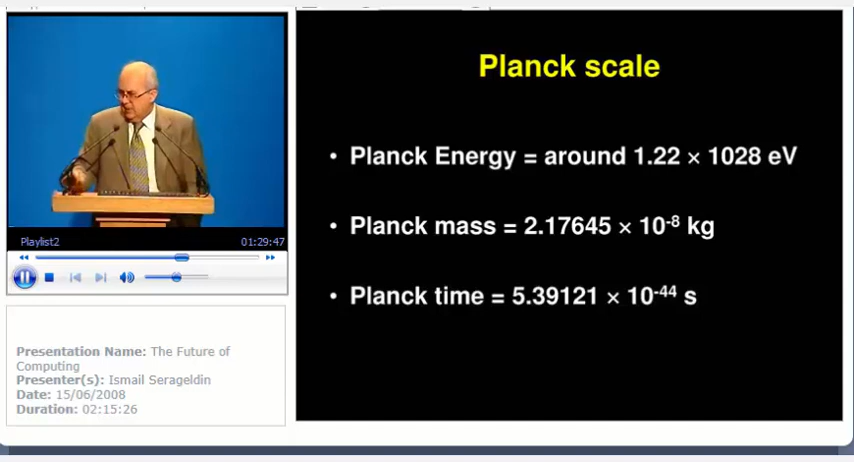 Planck scale
• Planck Energy = around 1.22 × 1028 eV
• Planck mass = 2.17645 × 10⁻⁸ kg
• Planck time = 5.39121 × 10⁻⁴⁴ s
Playlist2 01:29:47
Presentation Name: The Future of
Computing
Presenter(s): Ismail Serageldin
Date: 15/06/2008
Duration: 02:15:26